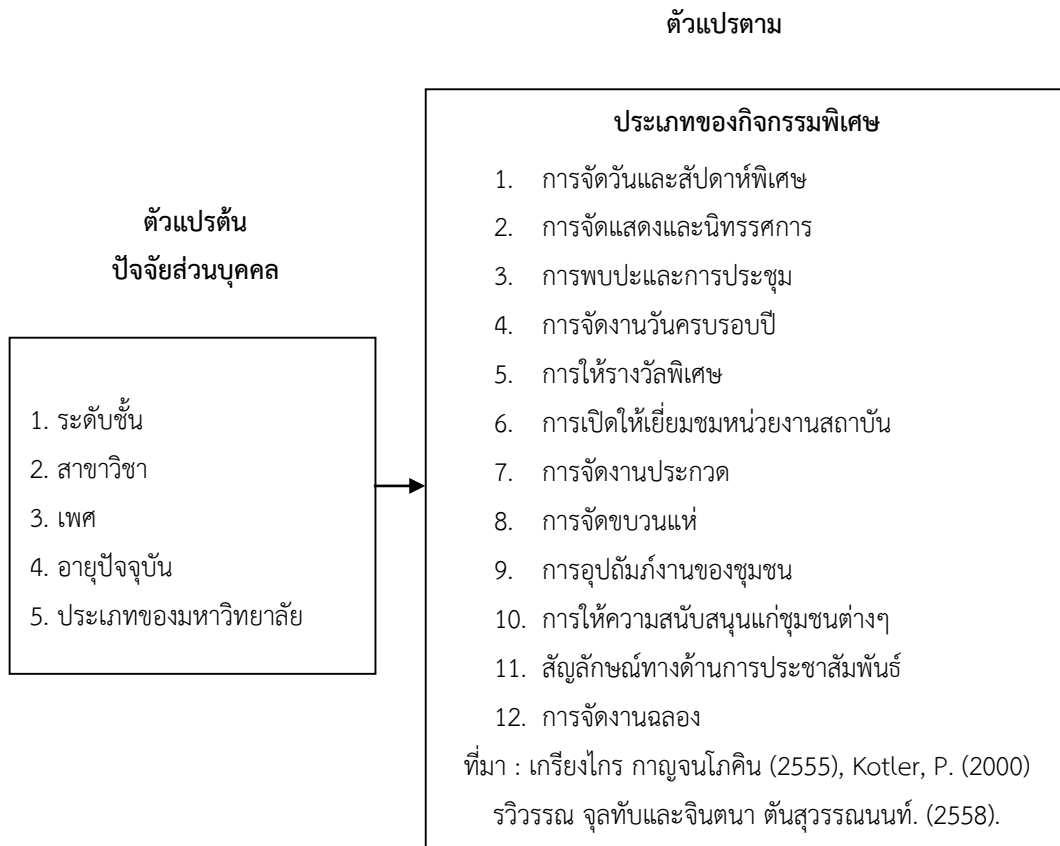 ตัวแปรตาม
ตัวแปรต้น
ปัจจัยส่วนบุคคล
1. ระดับชั้น
2. สาขาวิชา
3. เพศ
4. อายุปัจจุบัน
5. ประเภทของมหาวิทยาลัย
ประเภทของกิจกรรมพิเศษ
1. การจัดวันและสัปดาห์พิเศษ
2. การจัดแสดงและนิทรรศการ
3. การพบปะและการประชุม
4. การจัดงานวันครบรอบปี
5. การให้รางวัลพิเศษ
6. การเปิดให้เยี่ยมชมหน่วยงานสถาบัน
7. การจัดงานประกวด
8. การจัดขบวนแห่
9. การอุปถัมภ์งานของชุมชน
10. การให้ความสนับสนุนแก่ชุมชนต่างๆ
11. สัญลักษณ์ทางด้านการประชาสัมพันธ์
12. การจัดงานฉลอง
ที่มา : เกรียงไกร กาญจนโภคิน (2555), Kotler, P. (2000)
รวิวรรณ จุลทับและจินตนา ตันสุวรรณนนท์. (2558).